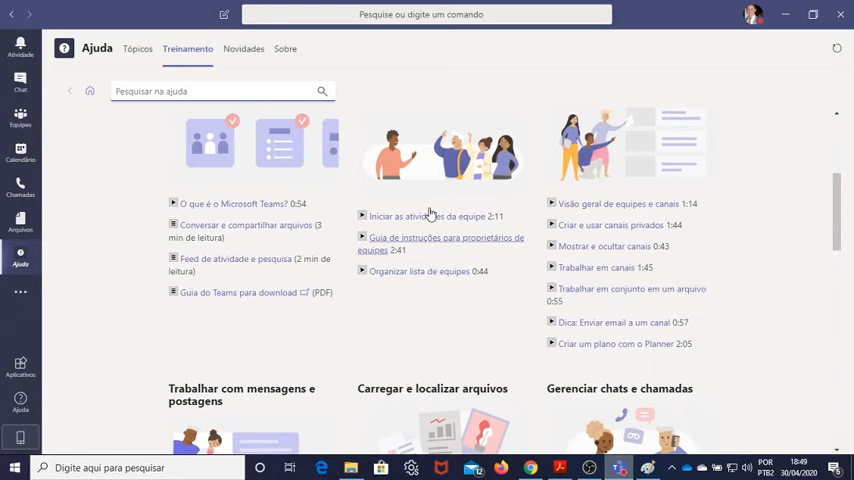 Pesquise ou digite um comando
Ajuda
Tópicos
Treinamento
Novidades
Sobre
Pesquisar na ajuda
Atividade
Chat
Equipes
Calendário
Chamadas
Arquivos
Ajuda
Aplicativos
Ajuda
O que é o Microsoft Teams? 0:54
Conversar e compartilhar arquivos (3
min de leitura)
Feed de atividade e pesquisa (2 min de
leitura)
Guia do Teams para download (PDF)
Iniciar as atividades da equipe 2:11
Guia de instruções para proprietários de
equipes 2:41
Organizar lista de equipes 0:44
Visão geral de equipes e canais 1:14
Criar e usar canais privados 1:44
Mostrar e ocultar canais 0:43
Trabalhar em canais 1:45
Trabalhar em conjunto em um arquivo
0:55
Dica: Enviar email a um canal 0:57
Criar um plano com o Planner 2:05
Trabalhar com mensagens e
postagens
Carregar e localizar arquivos
Gerenciar chats e chamadas
Digite aqui para pesquisar
12
POR
PTB2
18:49
30/04/2020
6